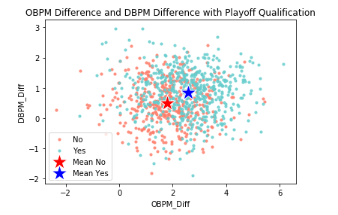 OBPM Difference and DBPM Difference with Playoff Qualification
3
2
1
0
−1
−2
DBPM_Diff
No
Yes
Mean No
Mean Yes
−2 0 2 4 6
OBPM_Diff